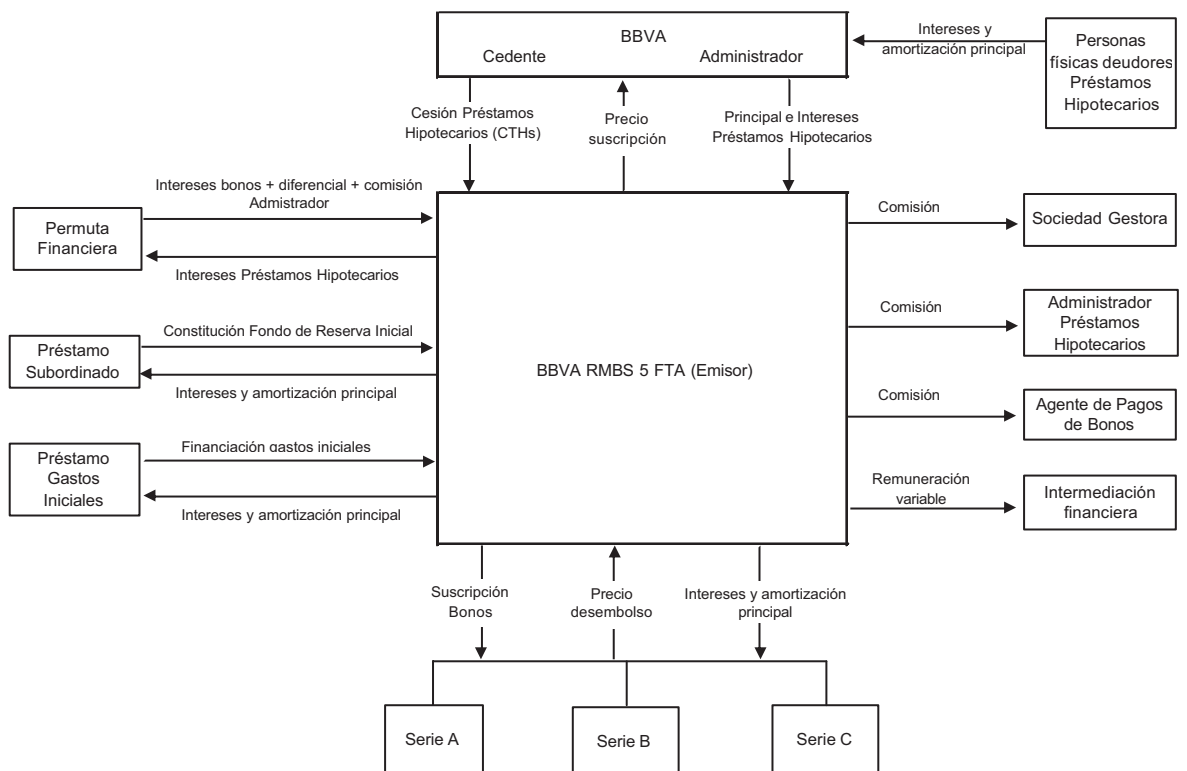 BBVA
Cedente
Administrador
Intereses y
amortización principal
Personas
físicas deudores
Préstamos
Hipotecarios
Cesión Préstamos
Hipotecarios (CTHs)
Precio
suscripción
Principal e Intereses
Préstamos Hipotecarios
Intereses bonos + diferencial + comisión
Admistrador
Permuta
Financiera
Intereses Préstamos Hipotecarios
Comisión
Sociedad Gestora
Constitución Fondo de Reserva Inicial
Préstamo
Subordinado
Intereses y amortización principal
Comisión
Administrador
Préstamos
Hipotecarios
BBVA RMBS 5 FTA (Emisor)
Comisión
Agente de Pagos
de Bonos
Financiación gastos iniciales
Préstamo
Gastos
Iniciales
Intereses y amortización principal
Remuneración
variable
Intermediación
financiera
Suscripción
Bonos
Precio
desembolso
Intereses y amortización
principal
Serie A
Serie B
Serie C